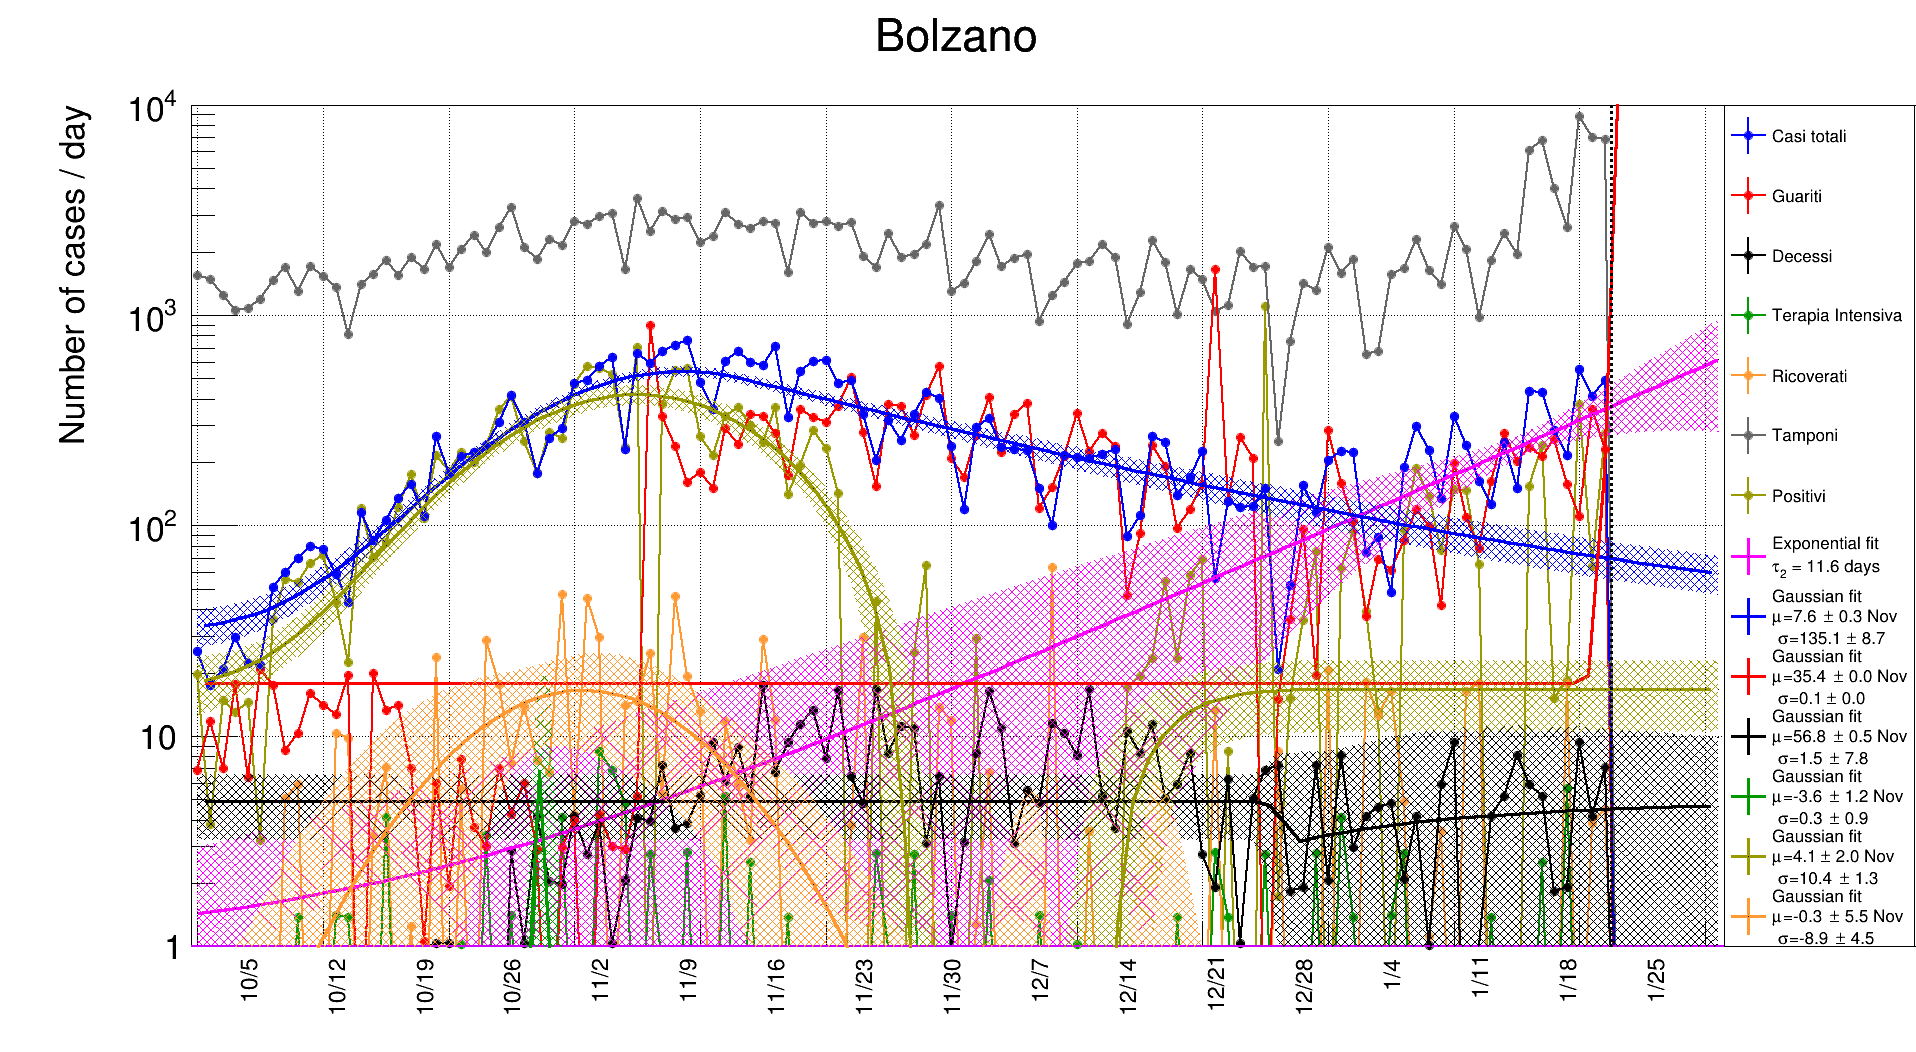 Bolzano
Number of cases / day
10⁴
10³
10²
10
1
10/5
10/12
10/19
10/26
11/2
11/9
11/16
11/23
11/30
12/7
12/14
12/21
12/28
1/4
1/11
1/18
1/25
Casi totali
Guariti
Decessi
Terapia Intensiva
Ricoverati
Tamponi
Positivi
Exponential fit
τ₂ = 11.6 days
Gaussian fit
μ=7.6 ± 0.3 Nov
σ=135.1 ± 8.7
Gaussian fit
μ=35.4 ± 0.0 Nov
σ=0.1 ± 0.0
Gaussian fit
μ=56.8 ± 0.5 Nov
σ=1.5 ± 7.8
Gaussian fit
μ=-3.6 ± 1.2 Nov
σ=0.3 ± 0.9
Gaussian fit
μ=4.1 ± 2.0 Nov
σ=10.4 ± 1.3
Gaussian fit
μ=-0.3 ± 5.5 Nov
σ=-8.9 ± 4.5